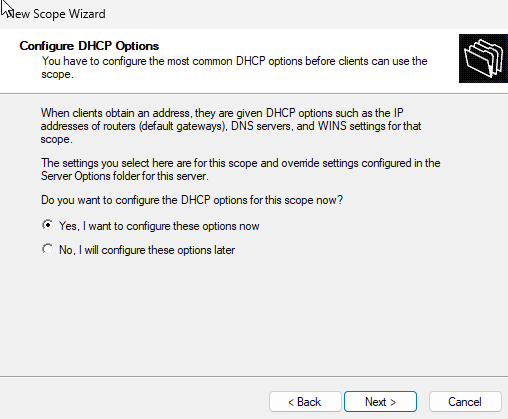 New Scope Wizard
Configure DHCP Options
You have to configure the most common DHCP options before clients can use the
scope.
When clients obtain an address, they are given DHCP options such as the IP
addresses of routers (default gateways), DNS servers, and WINS settings for that
scope.
The settings you select here are for this scope and override settings configured in the
Server Options folder for this server.
Do you want to configure the DHCP options for this scope now?
Yes, I want to configure these options now
No, I will configure these options later
< Back
Next >
Cancel